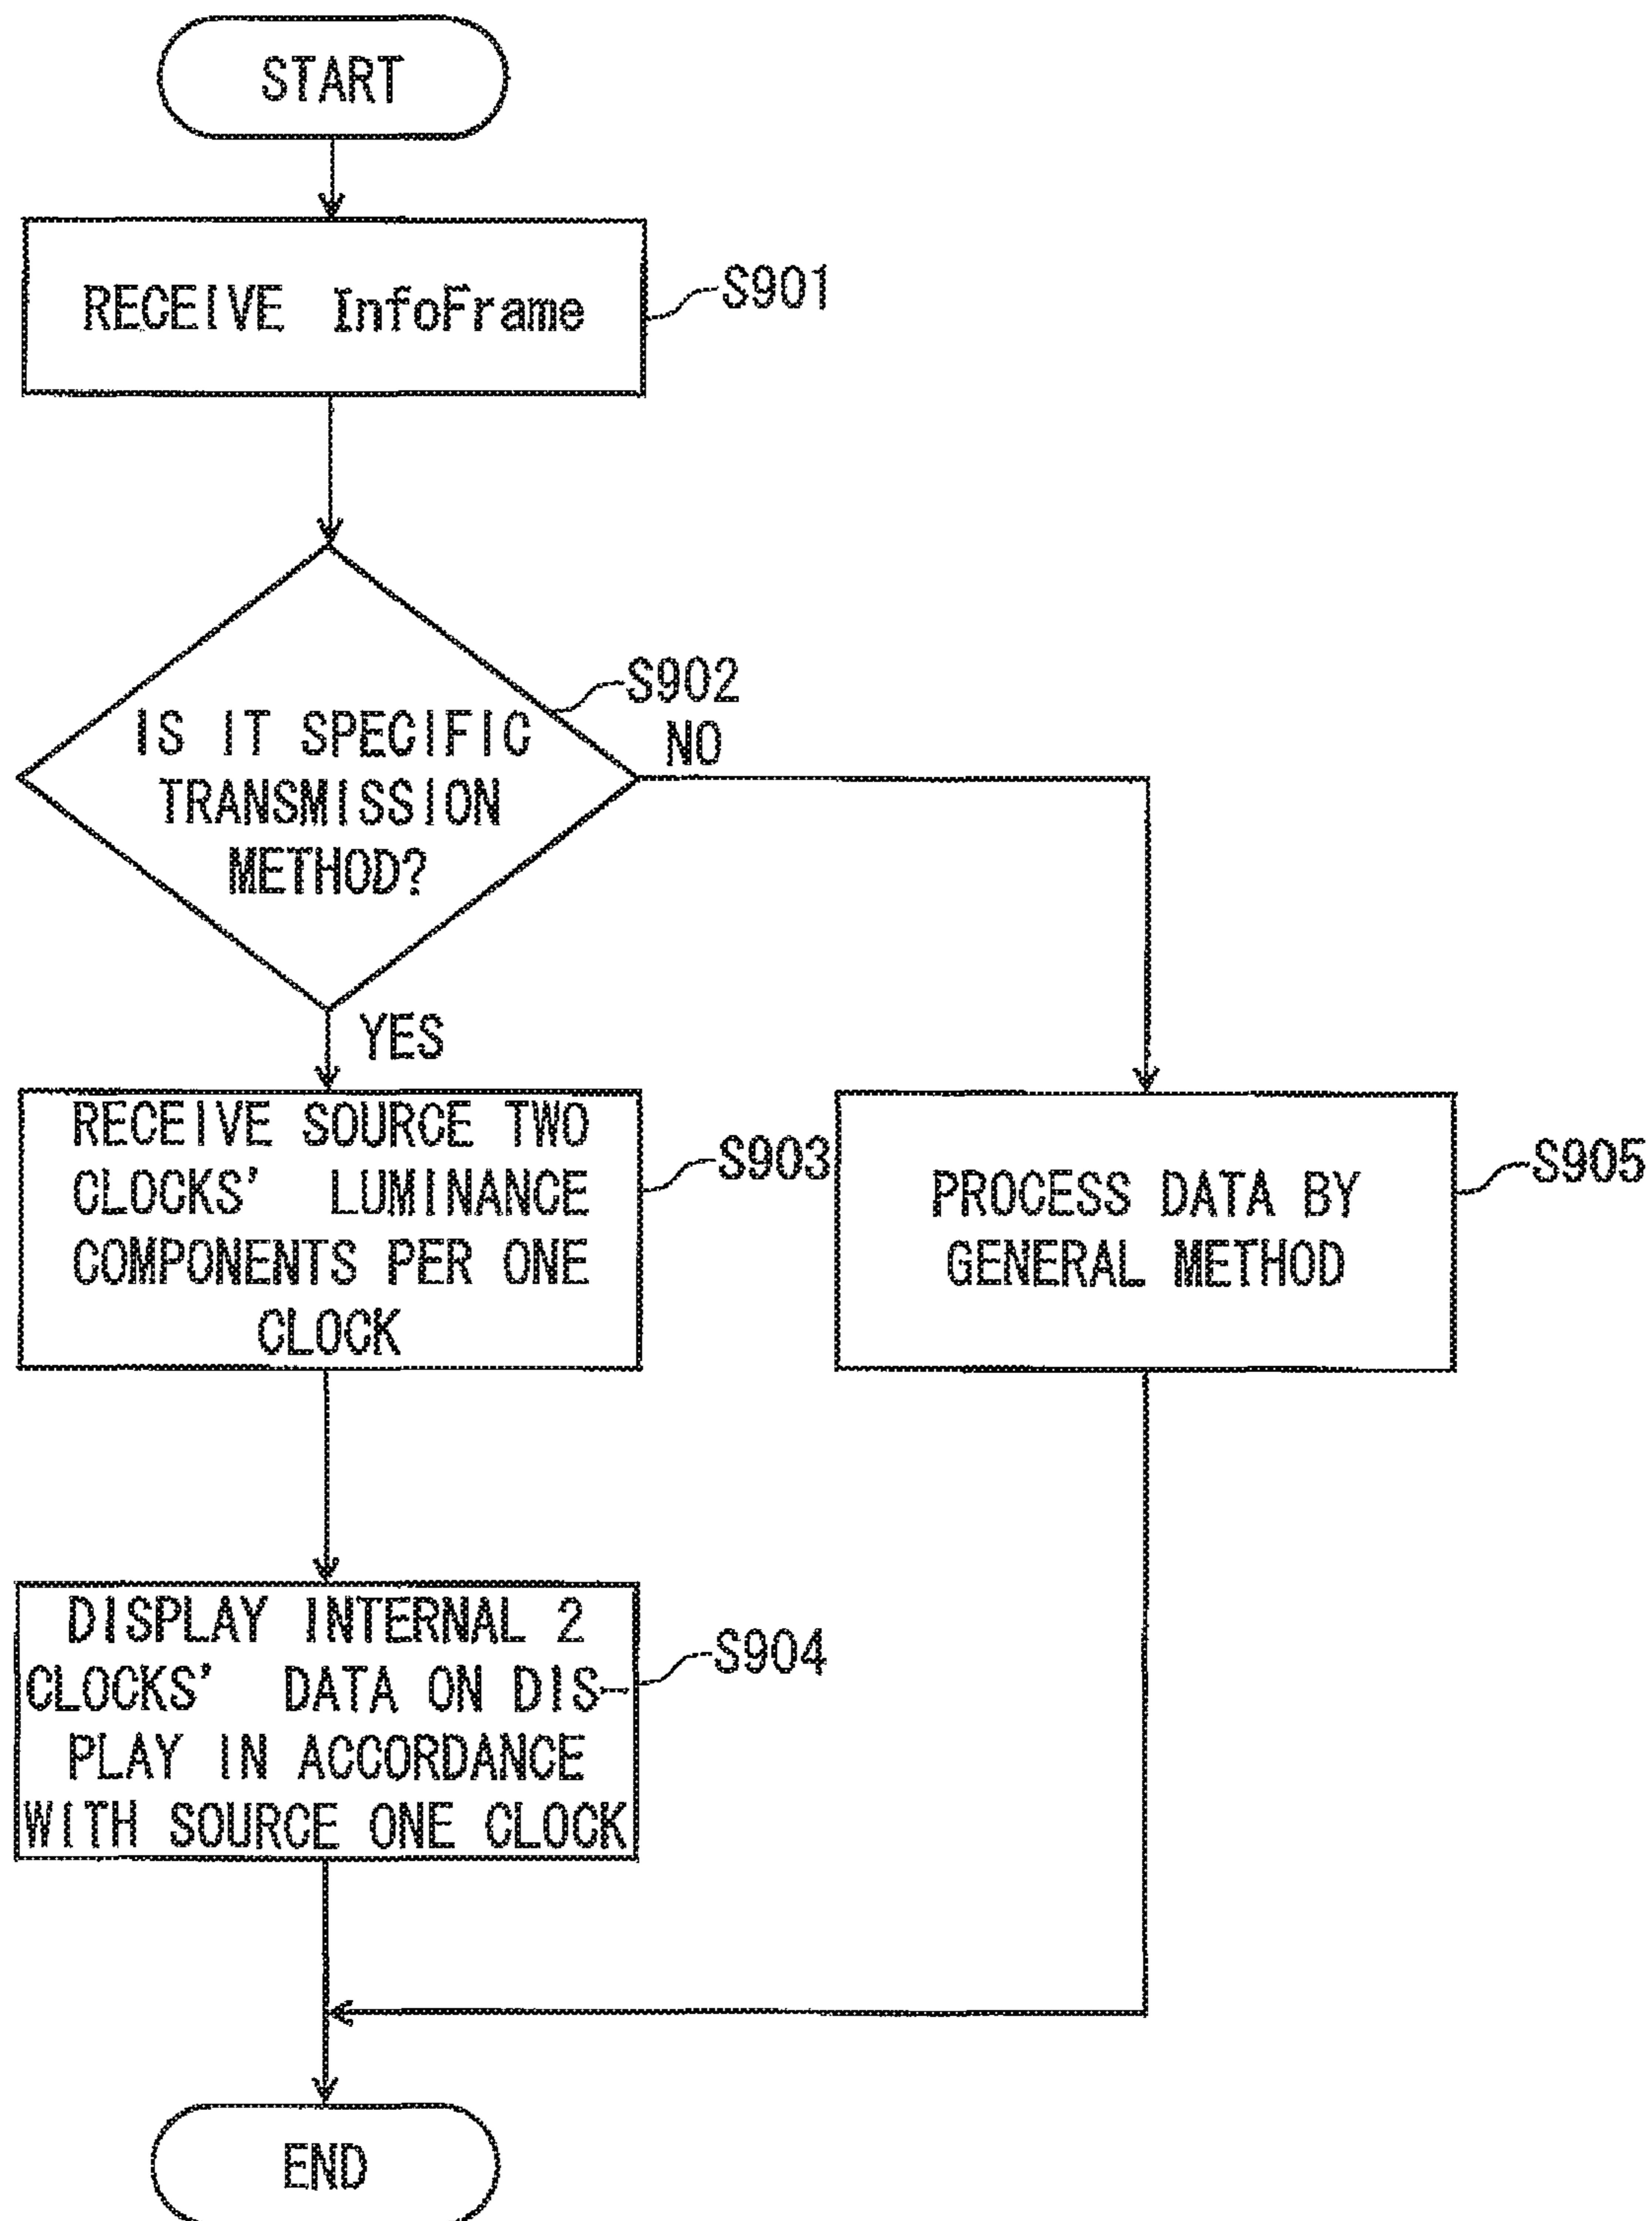 START
RECEIVE InfoFrame
S901
S902
IS IT SPECIFIC
TRANSMISSION
METHOD?
NO
YES
RECEIVE SOURCE TWO
CLOCKS' LUMINANCE
COMPONENTS PER ONE
CLOCK
S903
PROCESS DATA BY
GENERAL METHOD
S905
DISPLAY INTERNAL 2
CLOCKS' DATA ON DIS-
PLAY IN ACCORDANCE
WITH SOURCE ONE CLOCK
S904
END